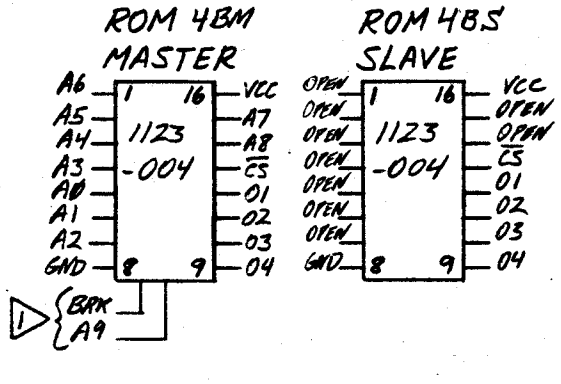 ROM 4BM
MASTER
A6 1 16 VCC
A5 A7
A4 1123 A8
A3 -004 CS
A0 O1
A1 O2
A2 O3
GND 8 9 O4
1 { BRK
A9
ROM 4BS
SLAVE
OPEN 1 16 VCC
OPEN OPEN
OPEN 1123 OPEN
OPEN -004 CS
OPEN O1
OPEN O2
OPEN O3
GND 8 9 O4